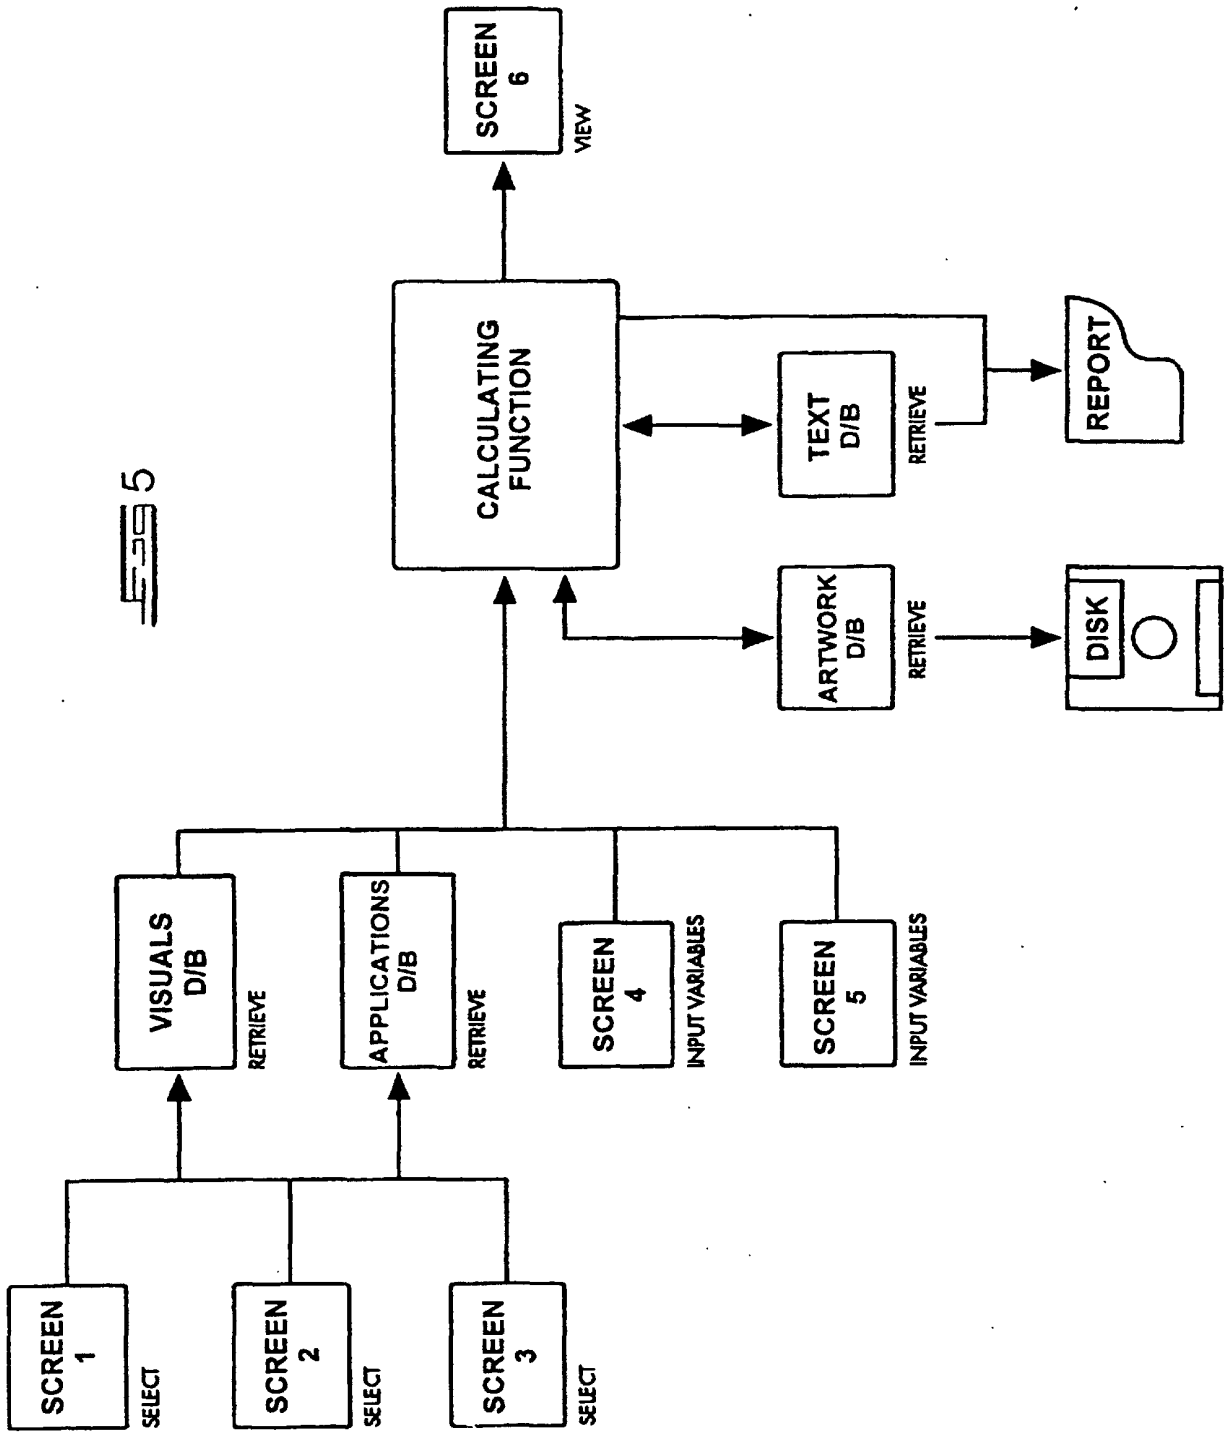 FIG 5
SCREEN
1
SELECT
SCREEN
2
SELECT
SCREEN
3
SELECT
VISUALS
D/B
RETRIEVE
APPLICATIONS
D/B
RETRIEVE
SCREEN
4
INPUT VARIABLES
SCREEN
5
INPUT VARIABLES
CALCULATING
FUNCTION
ARTWORK
D/B
RETRIEVE
TEXT
D/B
RETRIEVE
DISK
REPORT
SCREEN
6
VIEW